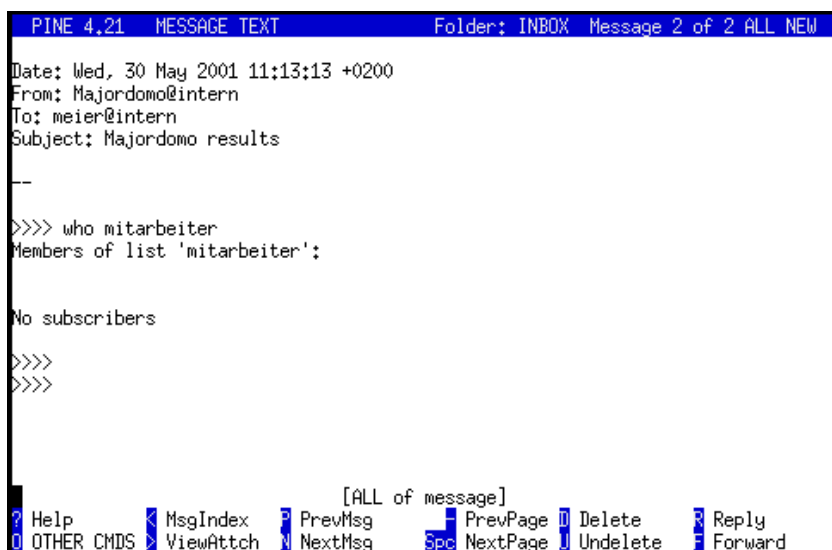 PINE 4.21 MESSAGE TEXT Folder: INBOX Message 2 of 2 ALL NEW
Date: Wed, 30 May 2001 11:13:13 +0200
From: Majordomo@intern
To: meier@intern
Subject: Majordomo results
--
>>>> who mitarbeiter
Members of list 'mitarbeiter':
No subscribers
>>>>
>>>>
[ALL of message]
? Help < MsgIndex P PrevMsg - PrevPage D Delete R Reply
O OTHER CMDS > ViewAttch N NextMsg Spc NextPage U Undelete F Forward